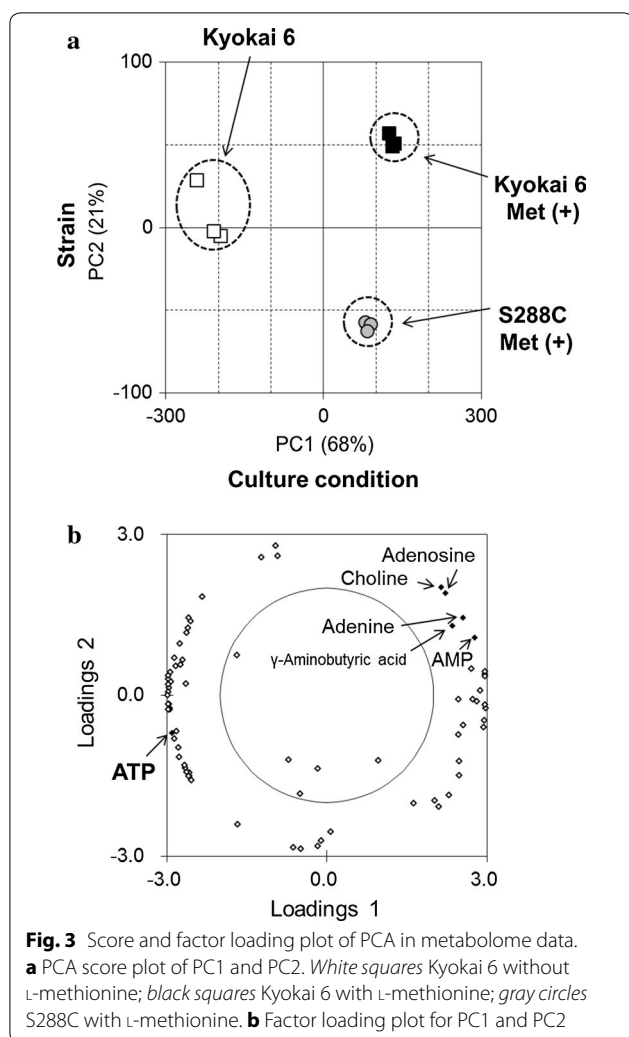 a
Kyokai 6
100
0
-100
Strain
PC2 (21%)
Kyokai 6
Met (+)
S288C
Met (+)
-300
0
300
PC1 (68%)
Culture condition
b
3.0
0.0
-3.0
Loadings 2
Adenosine
Choline
Adenine
γ-Aminobutyric acid
AMP
ATP
-3.0
0.0
3.0
Loadings 1
Fig. 3 Score and factor loading plot of PCA in metabolome data.
a PCA score plot of PC1 and PC2. White squares Kyokai 6 without
L-methionine; black squares Kyokai 6 with L-methionine; gray circles
S288C with L-methionine. b Factor loading plot for PC1 and PC2